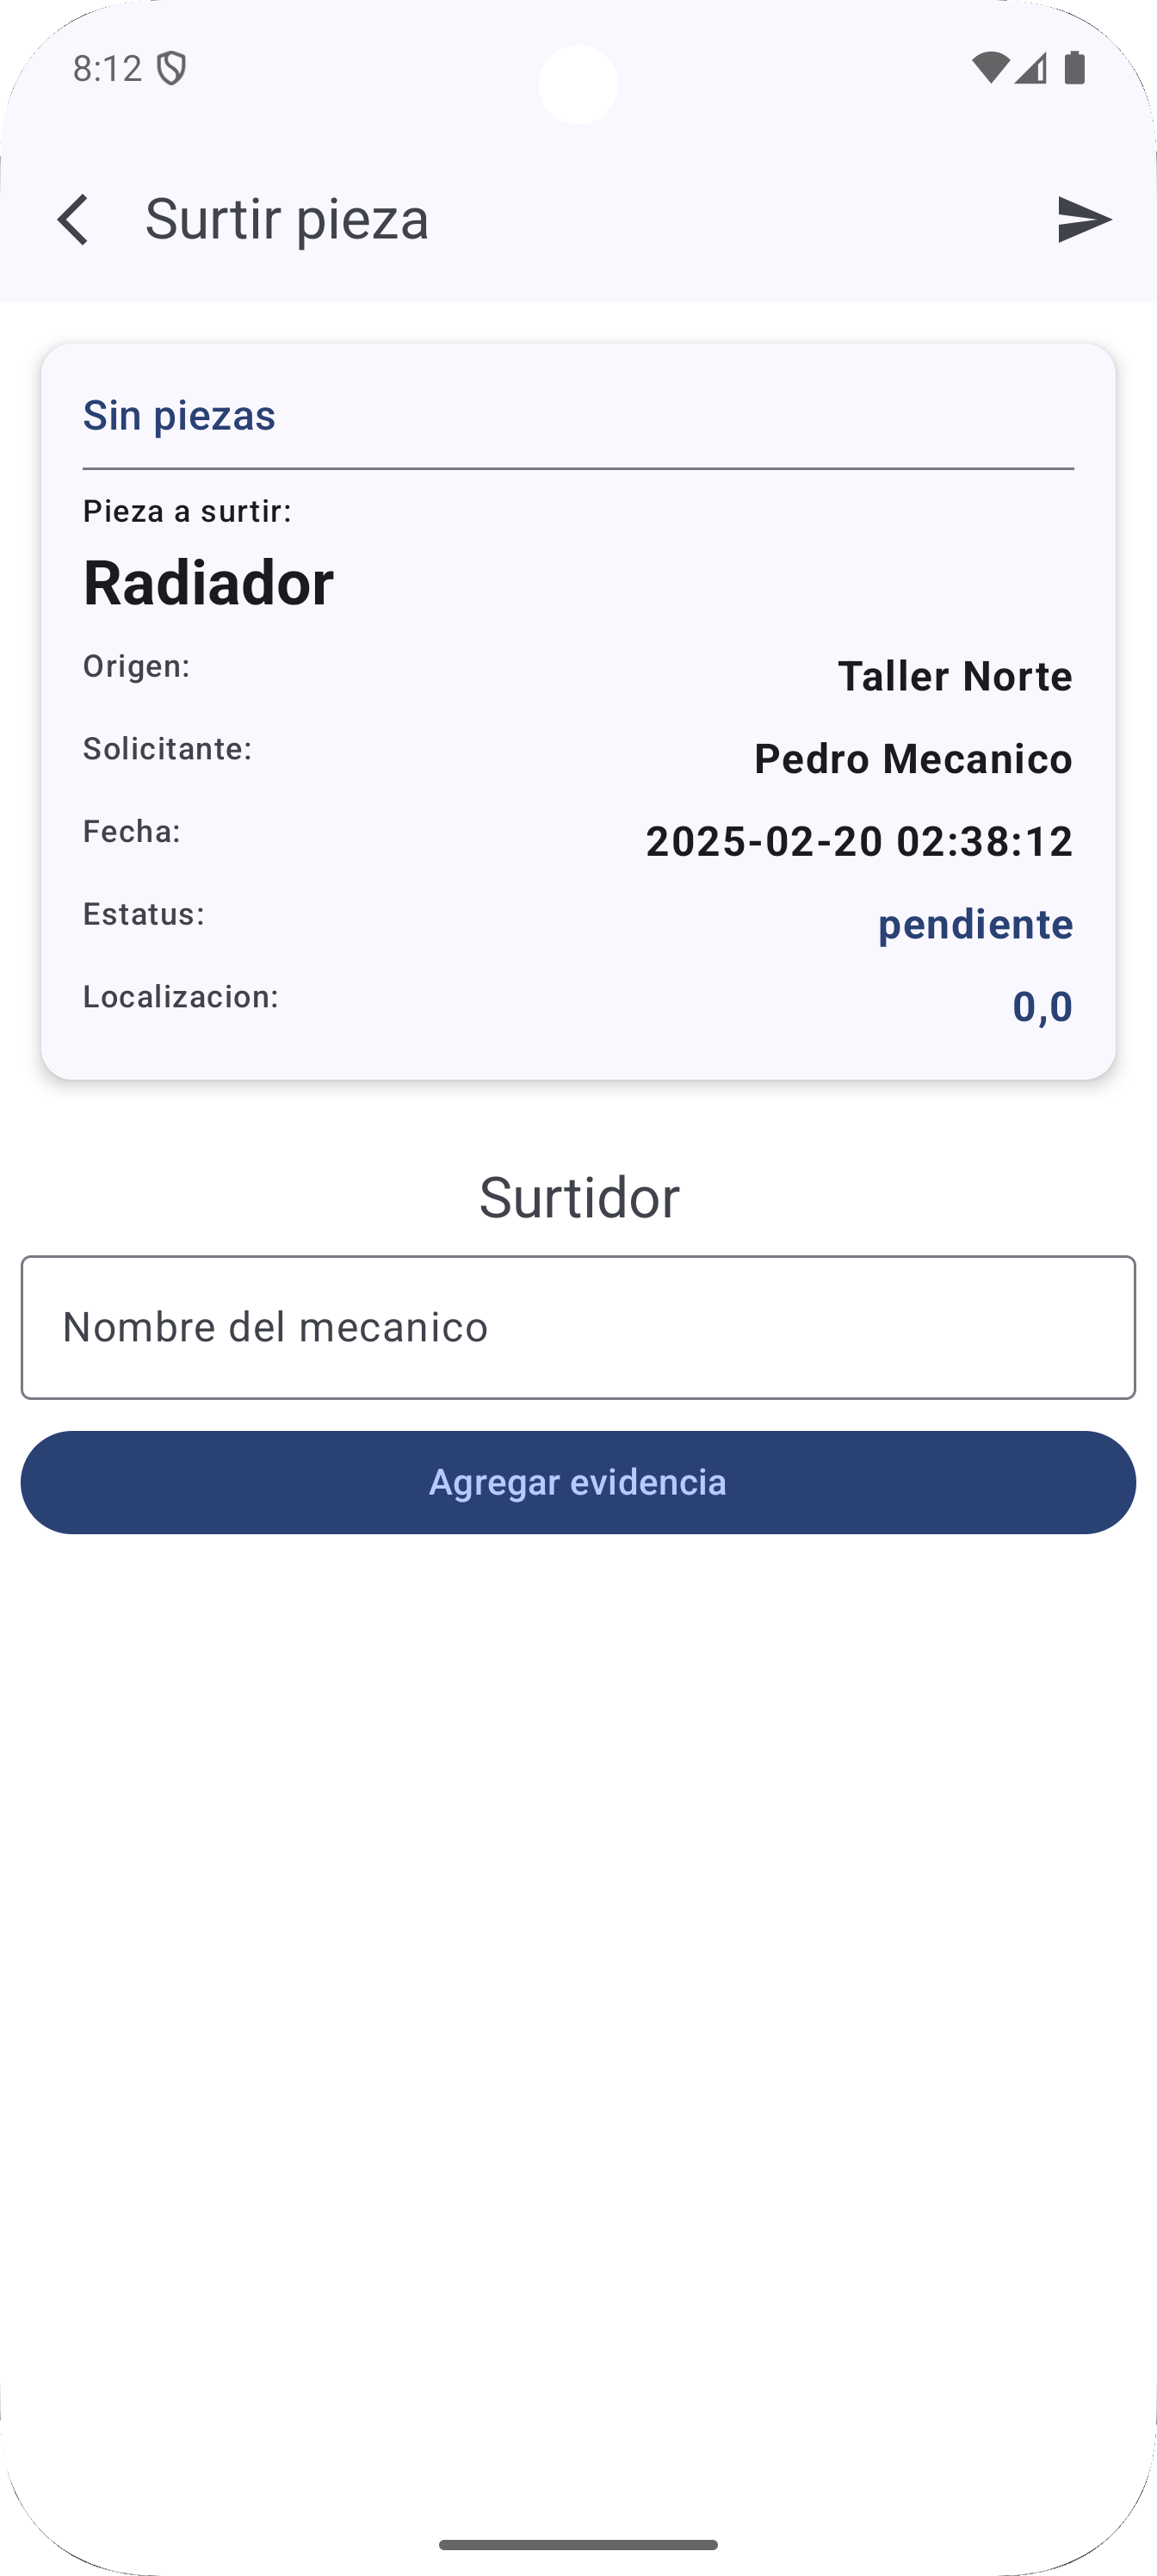 8:12
Surtir pieza
Sin piezas
Pieza a surtir:
Radiador
Origen: Taller Norte
Solicitante: Pedro Mecanico
Fecha: 2025-02-20 02:38:12
Estatus: pendiente
Localizacion: 0,0
Surtidor
Nombre del mecanico
Agregar evidencia